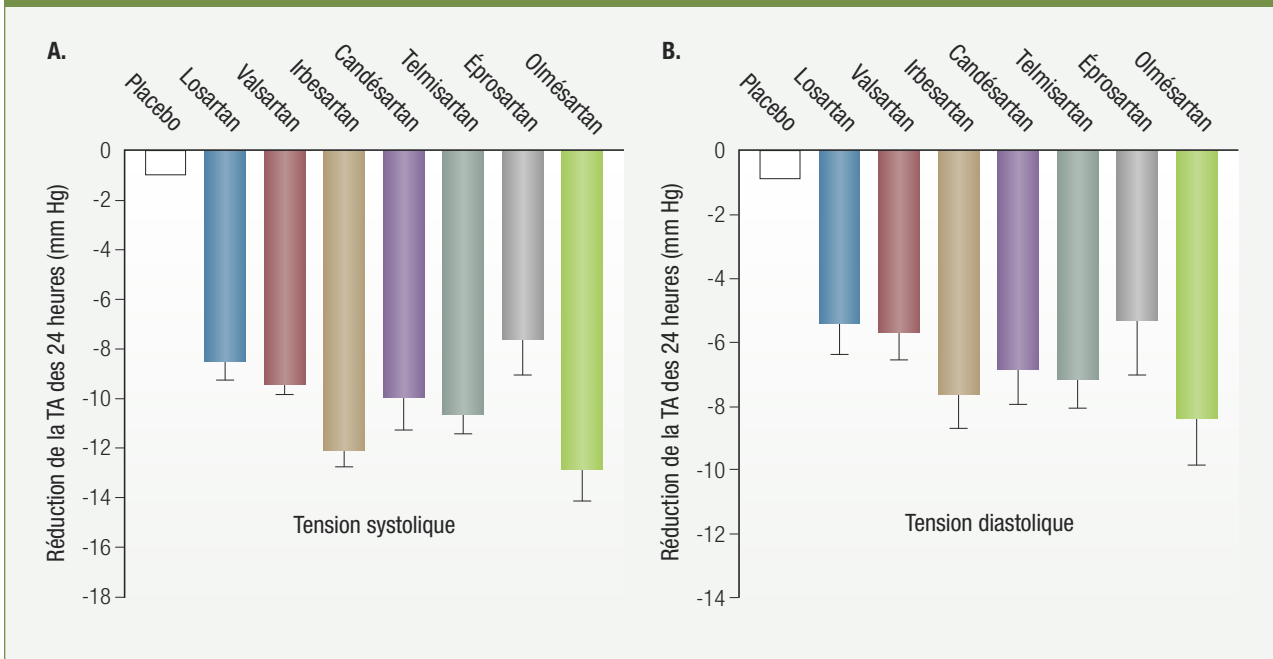 A.
Placebo
Losartan
Valsartan
Irbesartan
Candésartan
Telmisartan
Éprosartan
Olmésartan
Réduction de la TA des 24 heures (mm Hg)
0
-2
-4
-6
-8
-10
-12
-14
-16
-18
Tension systolique
B.
Placebo
Losartan
Valsartan
Irbesartan
Candésartan
Telmisartan
Éprosartan
Olmésartan
Réduction de la TA des 24 heures (mm Hg)
0
-2
-4
-6
-8
-10
-12
-14
Tension diastolique